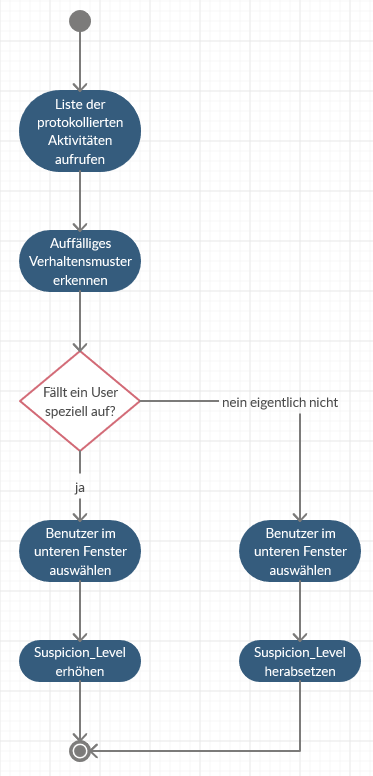 Liste der
protokollierten
Aktivitäten
aufrufen
Auffälliges
Verhaltensmuster
erkennen
Fällt ein User
speziell auf?
nein eigentlich nicht
ja
Benutzer im
unteren Fenster
auswählen
Benutzer im
unteren Fenster
auswählen
Suspicion_Level
erhöhen
Suspicion_Level
herabsetzen